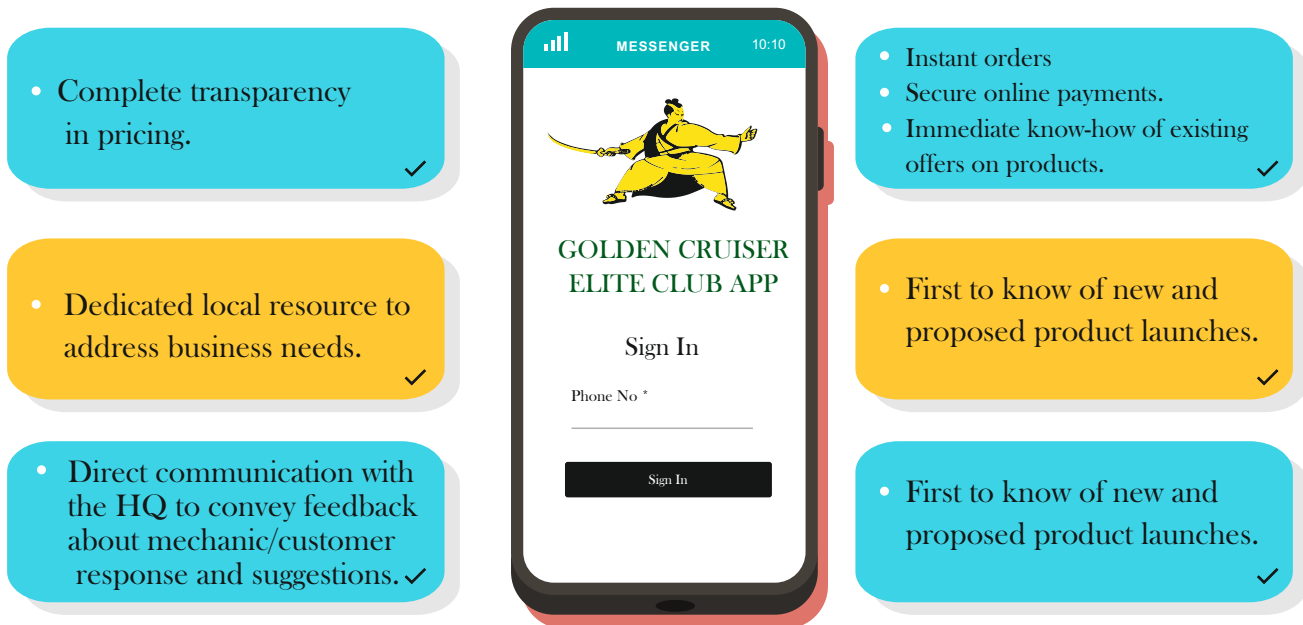 Complete transparency
in pricing.
Dedicated local resource to
address business needs.
Direct communication with
the HQ to convey feedback
about mechanic/customer
response and suggestions.
MESSENGER
10:10
GOLDEN CRUISER
ELITE CLUB APP
Sign In
Phone No *
Sign In
Instant orders
Secure online payments.
Immediate know-how of existing
offers on products.
First to know of new and
proposed product launches.
First to know of new and
proposed product launches.